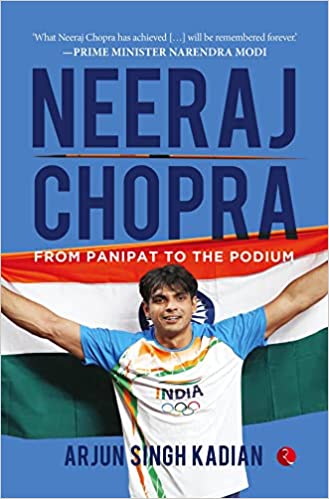 ‘What Neeraj Chopra has achieved […] will be remembered forever.’
—PRIME MINISTER NARENDRA MODI
NEERAJ
CHOPRA
FROM PANIPAT TO THE PODIUM
INDIA
ARJUN SINGH KADIAN
R